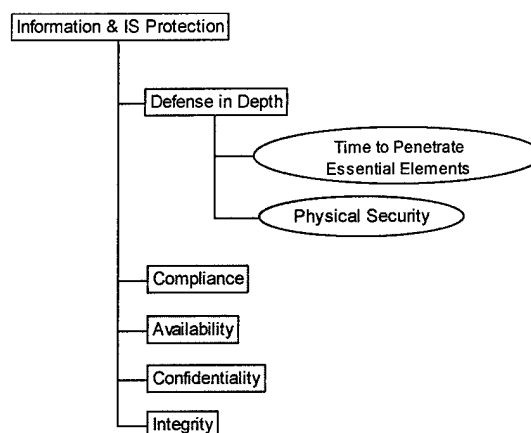 Information & IS Protection
Defense in Depth
Time to Penetrate
Essential Elements
Physical Security
Compliance
Availability
Confidentiality
Integrity